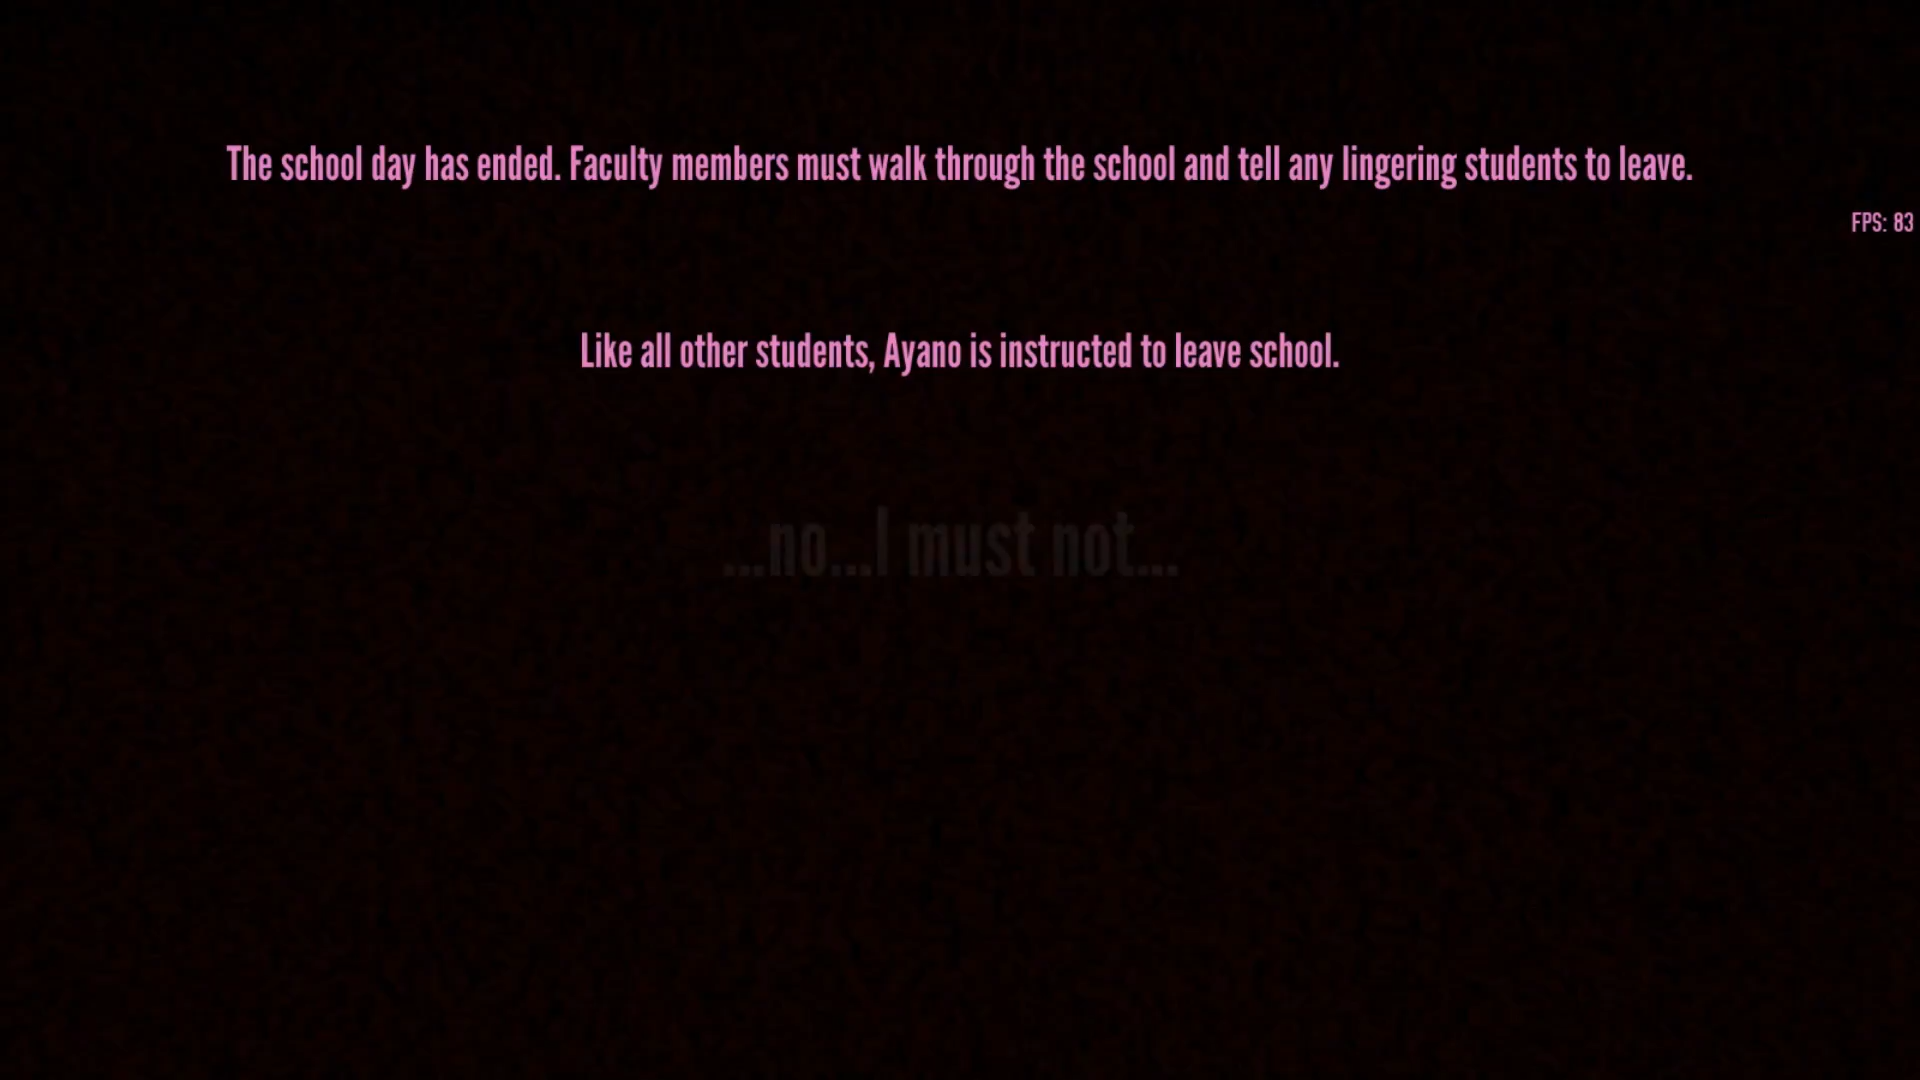 The school day has ended. Faculty members must walk through the school and tell any lingering students to leave.
FPS: 83
Like all other students, Ayano is instructed to leave school.
...no...I must not...